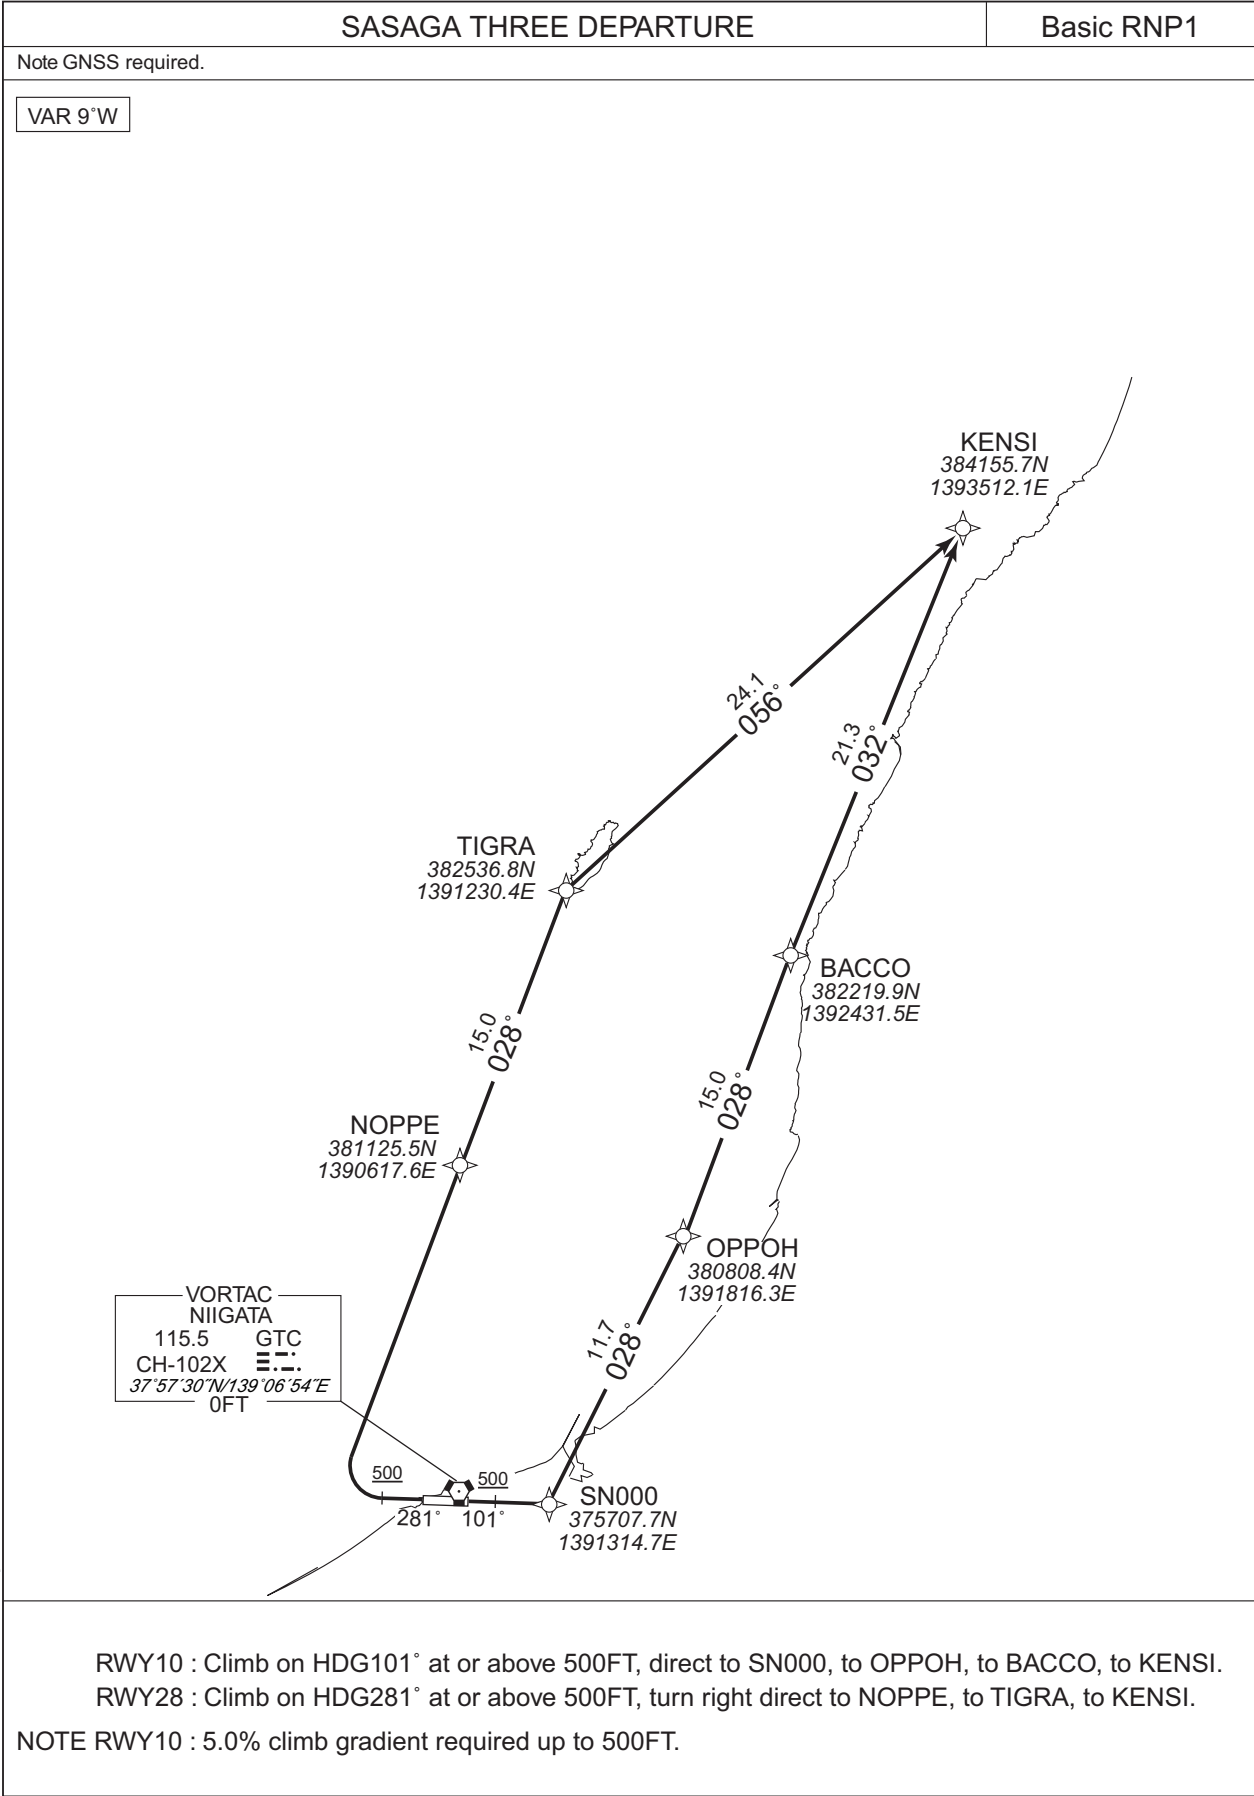 SASAGA THREE DEPARTURE
Basic RNP1
Note GNSS required.
VAR 9°W
KENSI
384155.7N
1393512.1E
24.1
056°
21.3
032°
TIGRA
382536.8N
1391230.4E
BACCO
382219.9N
1392431.5E
15.0
028°
15.0
028°
NOPPE
381125.5N
1390617.6E
OPPOH
380808.4N
1391816.3E
VORTAC
NIIGATA
115.5 GTC
CH-102X
37°57′30″N/139°06′54″E
0FT
11.7
028°
500
500
281°
101°
SN000
375707.7N
1391314.7E
RWY10 : Climb on HDG101° at or above 500FT, direct to SN000, to OPPOH, to BACCO, to KENSI.
RWY28 : Climb on HDG281° at or above 500FT, turn right direct to NOPPE, to TIGRA, to KENSI.
NOTE RWY10 : 5.0% climb gradient required up to 500FT.